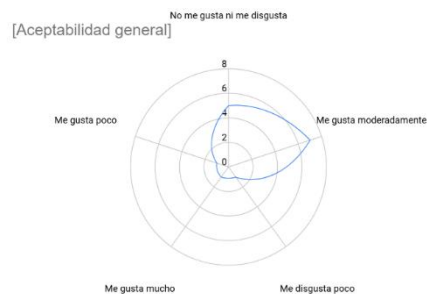 No me gusta ni me disgusta
[Aceptabilidad general]
8
6
4
2
0
Me gusta poco
Me gusta moderadamente
Me gusta mucho
Me disgusta poco